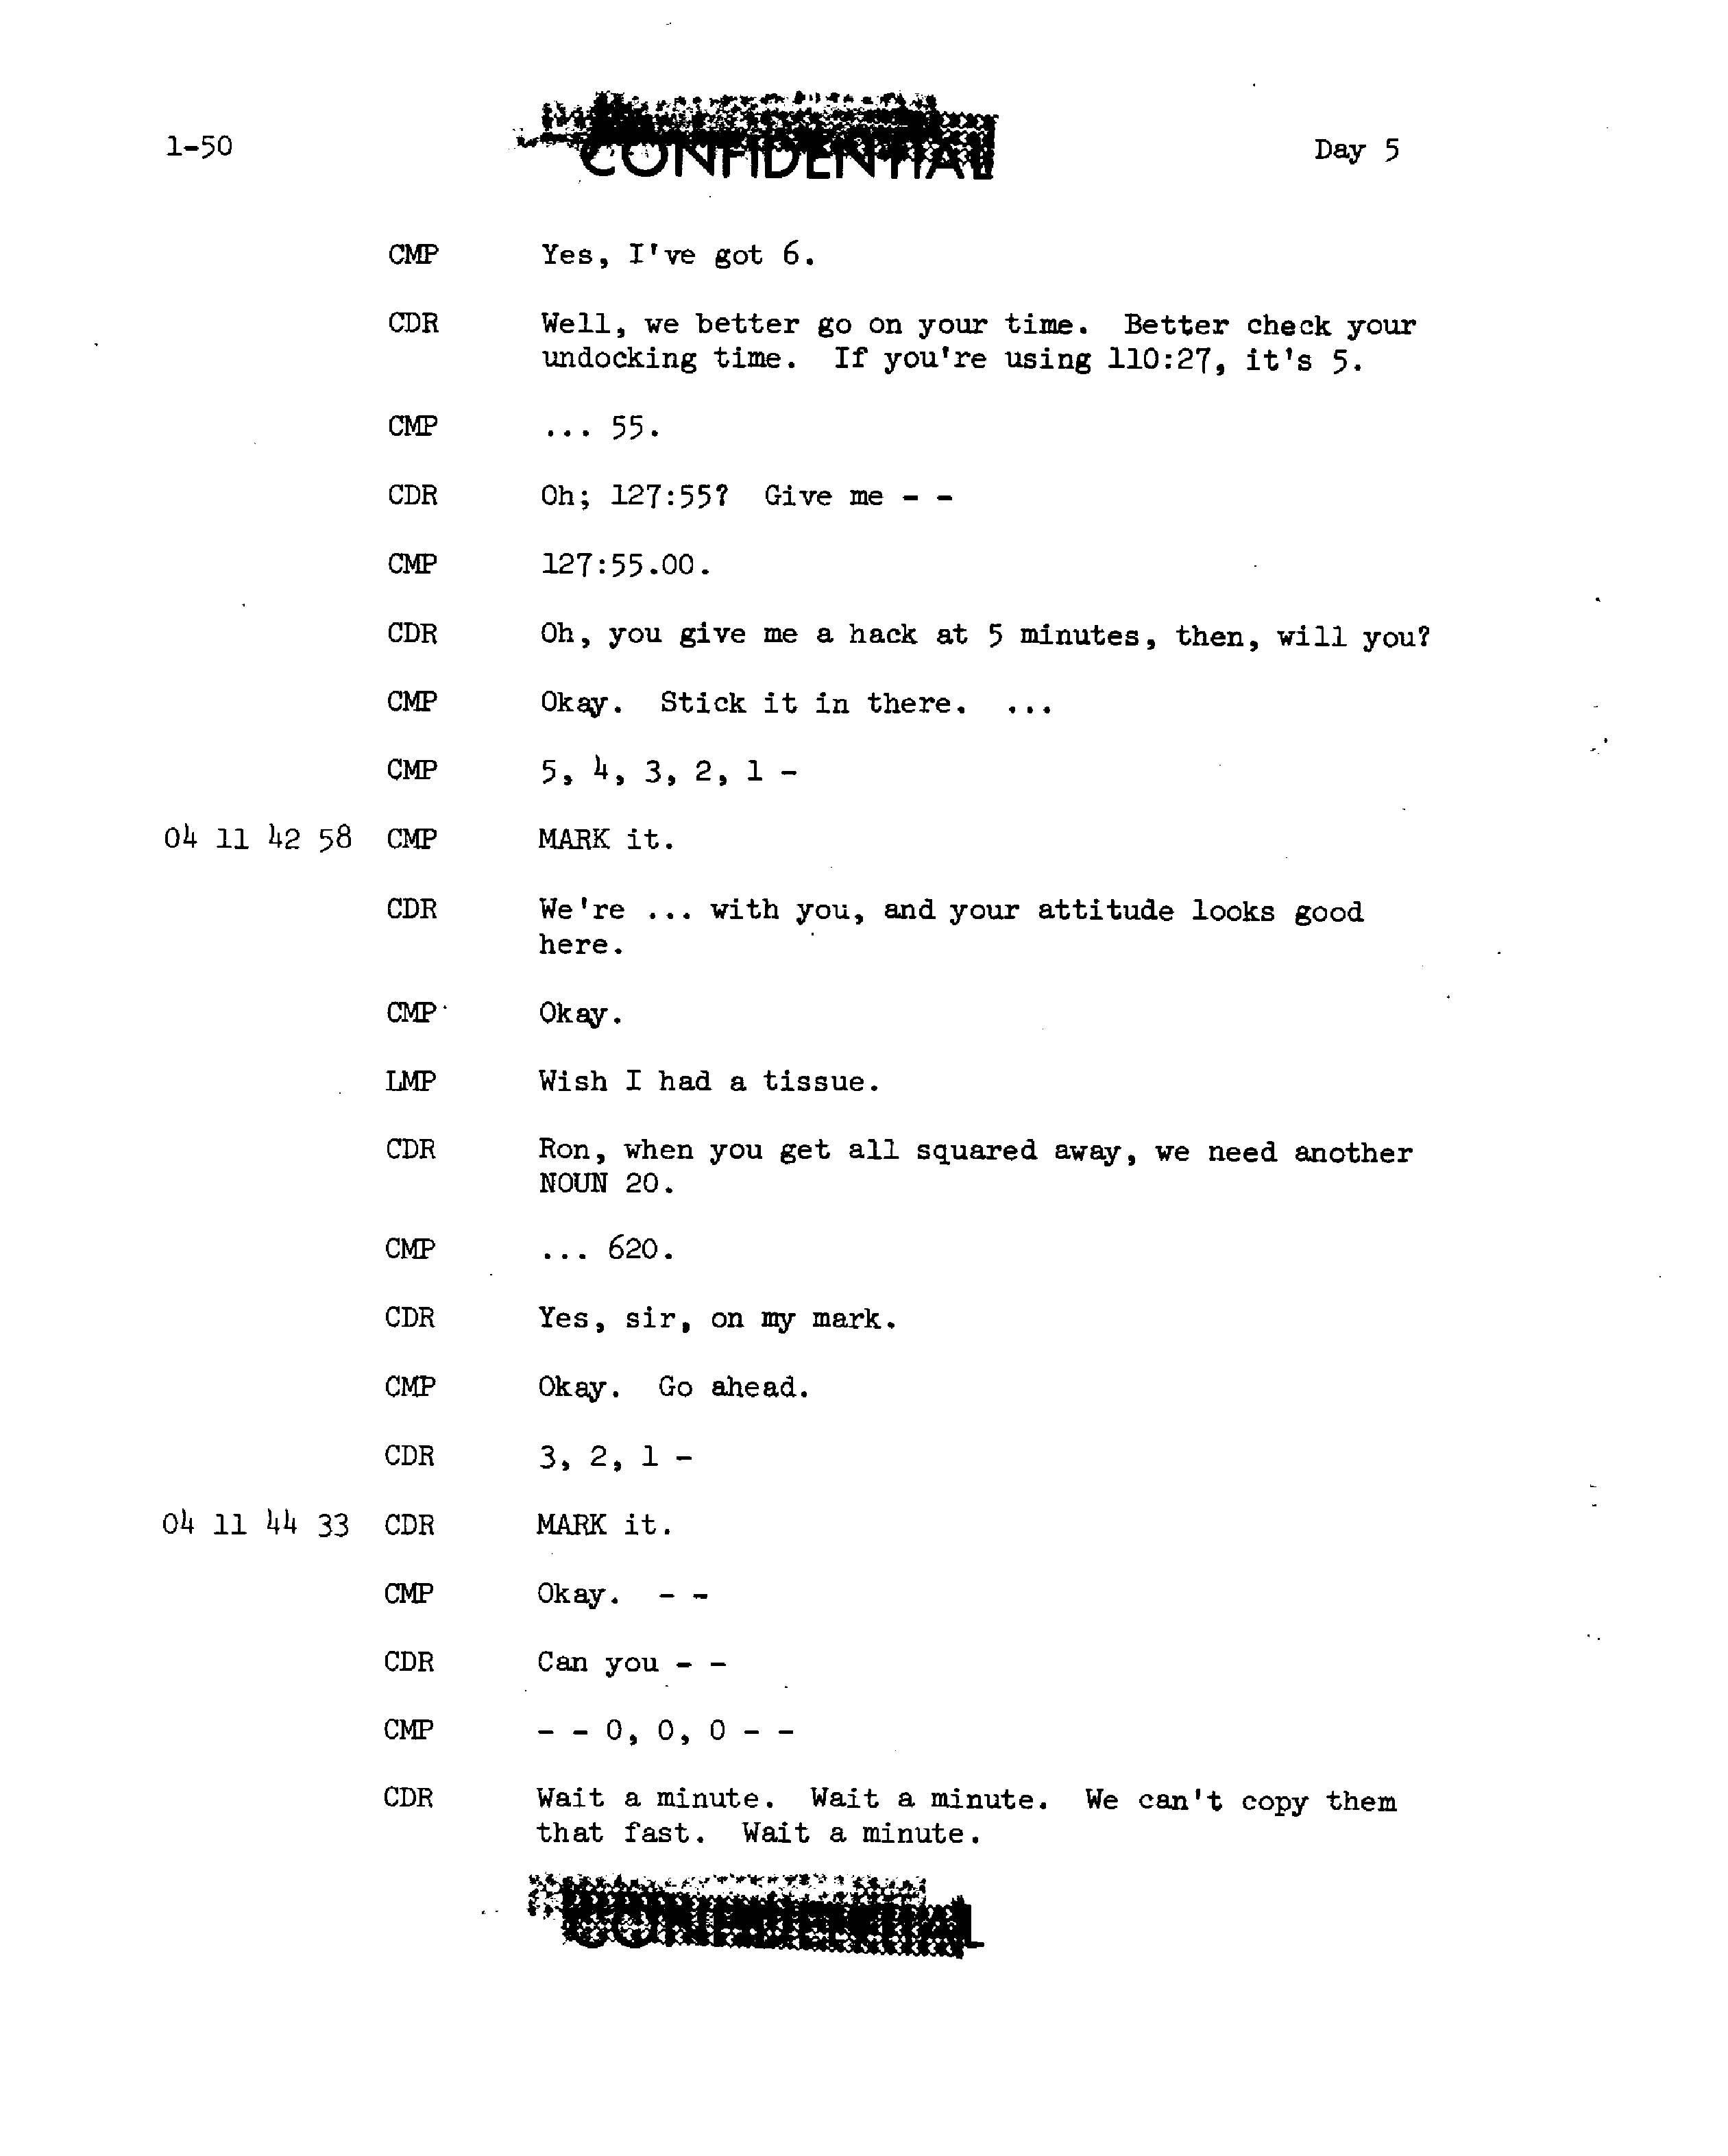 1-50 CONFIDENTIAL Day 5
CMP Yes, I've got 6.
CDR Well, we better go on your time. Better check your
undocking time. If you're using 110:27, it's 5.
CMP ... 55.
CDR Oh; 127:55? Give me - -
CMP 127:55.00.
CDR Oh, you give me a hack at 5 minutes, then, will you?
CMP Okay. Stick it in there. ...
CMP 5, 4, 3, 2, 1 -
04 11 42 58 CMP MARK it.
CDR We're ... with you, and your attitude looks good
here.
CMP Okay.
LMP Wish I had a tissue.
CDR Ron, when you get all squared away, we need another
NOUN 20.
CMP ... 620.
CDR Yes, sir, on my mark.
CMP Okay. Go ahead.
CDR 3, 2, 1 -
04 11 44 33 CDR MARK it.
CMP Okay. - -
CDR Can you - -
CMP - - 0, 0, 0 - -
CDR Wait a minute. Wait a minute. We can't copy them
that fast. Wait a minute.
CONFIDENTIAL